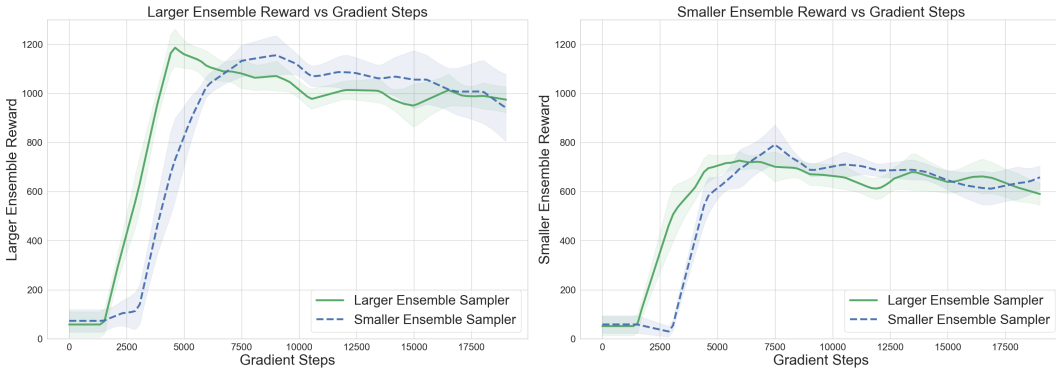 Larger Ensemble Reward vs Gradient Steps
Larger Ensemble Reward
1200
1000
800
600
400
200
0
0 2500 5000 7500 10000 12500 15000 17500
Gradient Steps
Larger Ensemble Sampler
Smaller Ensemble Sampler
Smaller Ensemble Reward vs Gradient Steps
Smaller Ensemble Reward
1200
1000
800
600
400
200
0
0 2500 5000 7500 10000 12500 15000 17500
Gradient Steps
Larger Ensemble Sampler
Smaller Ensemble Sampler